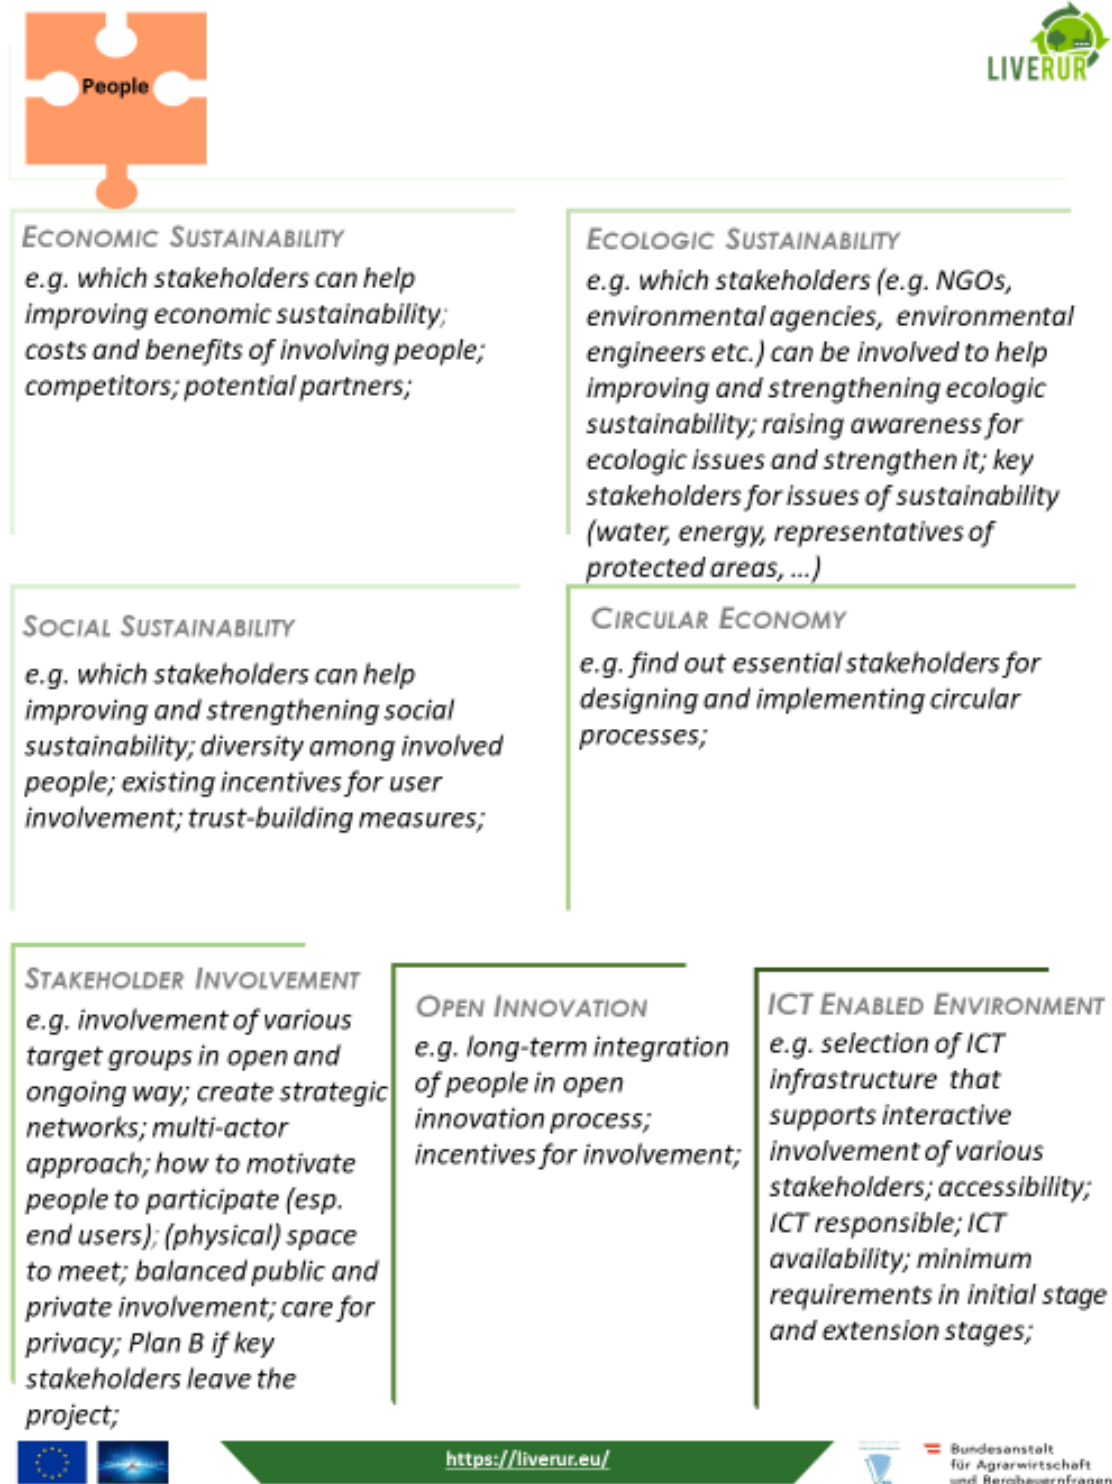 People
LIVERUR
ECONOMIC SUSTAINABILITY
e.g. which stakeholders can help
improving economic sustainability;
costs and benefits of involving people;
competitors; potential partners;
ECOLOGIC SUSTAINABILITY
e.g. which stakeholders (e.g. NGOs,
environmental agencies, environmental
engineers etc.) can be involved to help
improving and strengthening ecologic
sustainability; raising awareness for
ecologic issues and strengthen it; key
stakeholders for issues of sustainability
(water, energy, representatives of
protected areas, ...)
SOCIAL SUSTAINABILITY
e.g. which stakeholders can help
improving and strengthening social
sustainability; diversity among involved
people; existing incentives for user
involvement; trust-building measures;
CIRCULAR ECONOMY
e.g. find out essential stakeholders for
designing and implementing circular
processes;
STAKEHOLDER INVOLVEMENT
e.g. involvement of various
target groups in open and
ongoing way; create strategic
networks; multi-actor
approach; how to motivate
people to participate (esp.
end users); (physical) space
to meet; balanced public and
private involvement; care for
privacy; Plan B if key
stakeholders leave the
project;
OPEN INNOVATION
e.g. long-term integration
of people in open
innovation process;
incentives for involvement;
ICT ENABLED ENVIRONMENT
e.g. selection of ICT
infrastructure that
supports interactive
involvement of various
stakeholders; accessibility;
ICT responsible; ICT
availability; minimum
requirements in initial stage
and extension stages;
https://liverur.eu/
Bundesanstalt
für Agrarwirtschaft
und Bergbauernfragen